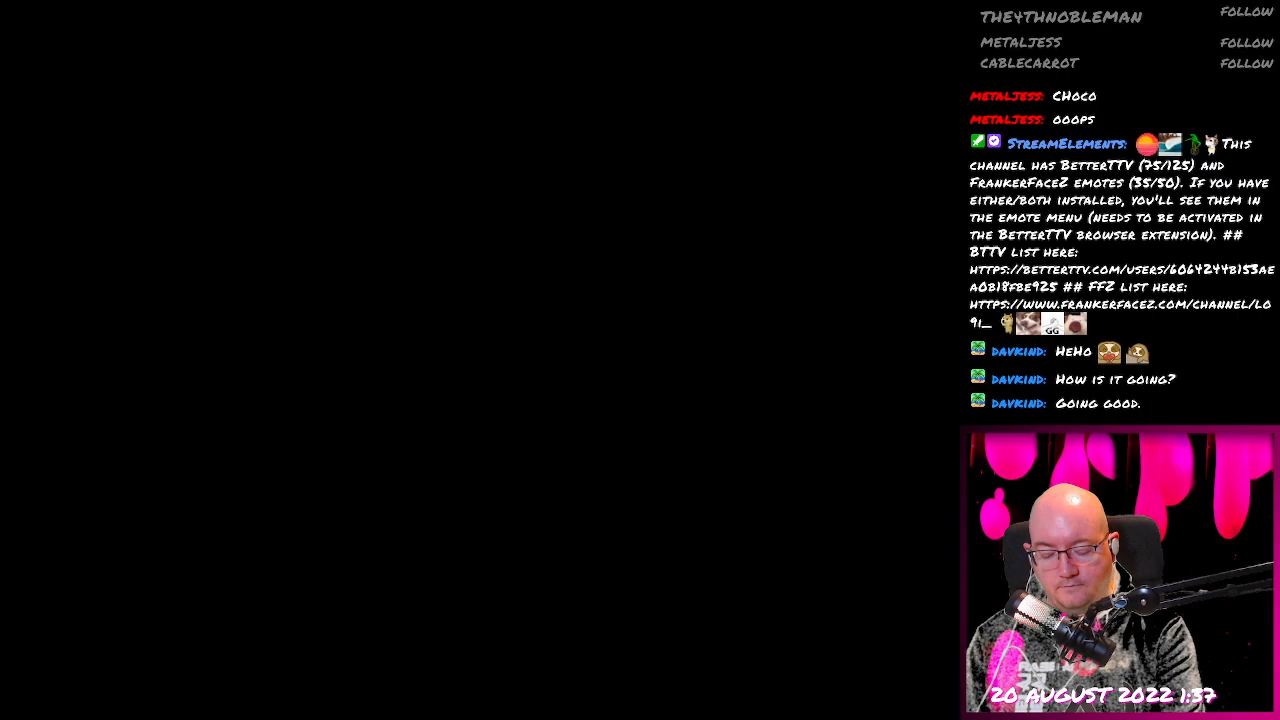 THE4THNOBLEMAN FOLLOW
METALJESS FOLLOW
CABLECARROT FOLLOW
METALJESS: CHOCO
METALJESS: OOOPS
STREAMELEMENTS: THIS
CHANNEL HAS BETTERTTV (75/125) AND
FRANKERFACEZ EMOTES (35/50). IF YOU HAVE
EITHER/BOTH INSTALLED, YOU'LL SEE THEM IN
THE EMOTE MENU (NEEDS TO BE ACTIVATED IN
THE BETTERTTV BROWSER EXTENSION). ##
BTTV LIST HERE:
HTTPS://BETTERTTV.COM/USERS/6064244B153AE
A0B18FBE925 ## FFZ LIST HERE:
HTTPS://WWW.FRANKERFACEZ.COM/CHANNEL/LO
91_
GG
DAVKIND: HEHO
DAVKIND: HOW IS IT GOING?
DAVKIND: GOING GOOD.
20 AUGUST 2022 1:37